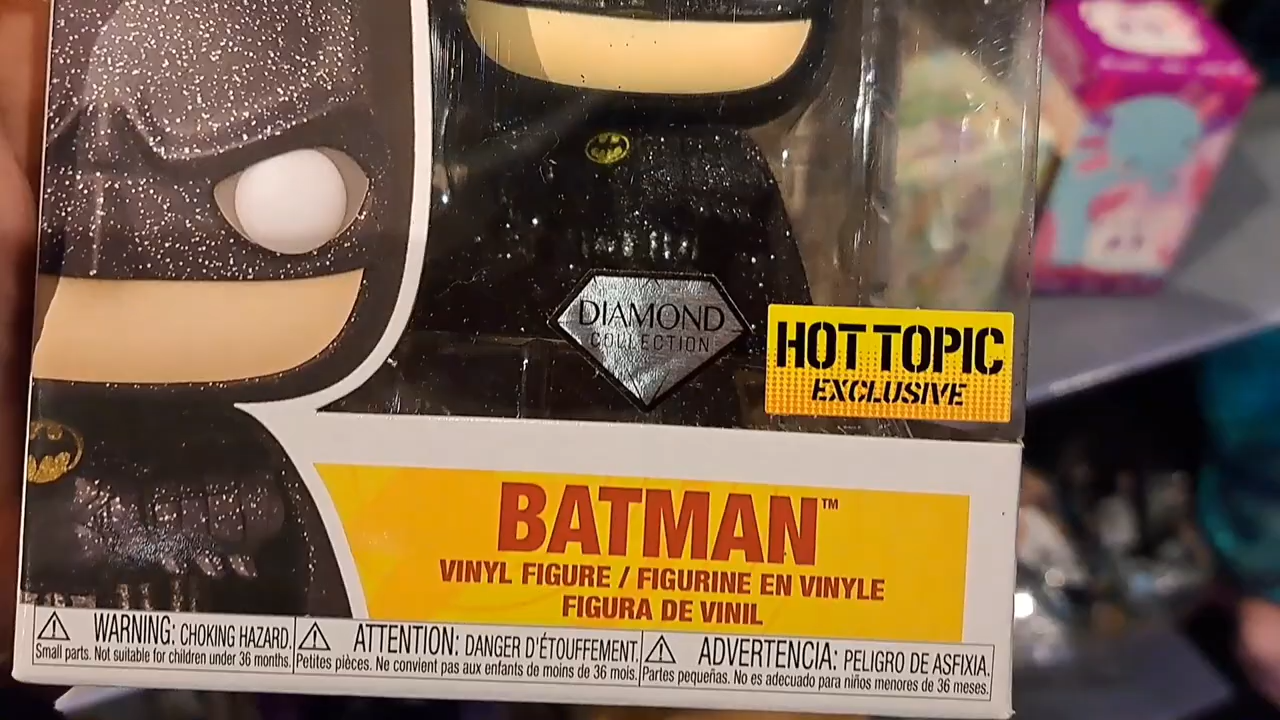 DIAMOND
COLLECTION
HOT TOPIC
EXCLUSIVE
BATMAN™
VINYL FIGURE / FIGURINE EN VINYLE
FIGURA DE VINIL
WARNING: CHOKING HAZARD.
Small parts. Not suitable for children under 36 months.
ATTENTION: DANGER D'ÉTOUFFEMENT.
Petites pièces. Ne convient pas aux enfants de moins de 36 mois.
ADVERTENCIA: PELIGRO DE ASFIXIA.
Partes pequeñas. No es adecuado para niños menores de 36 meses.